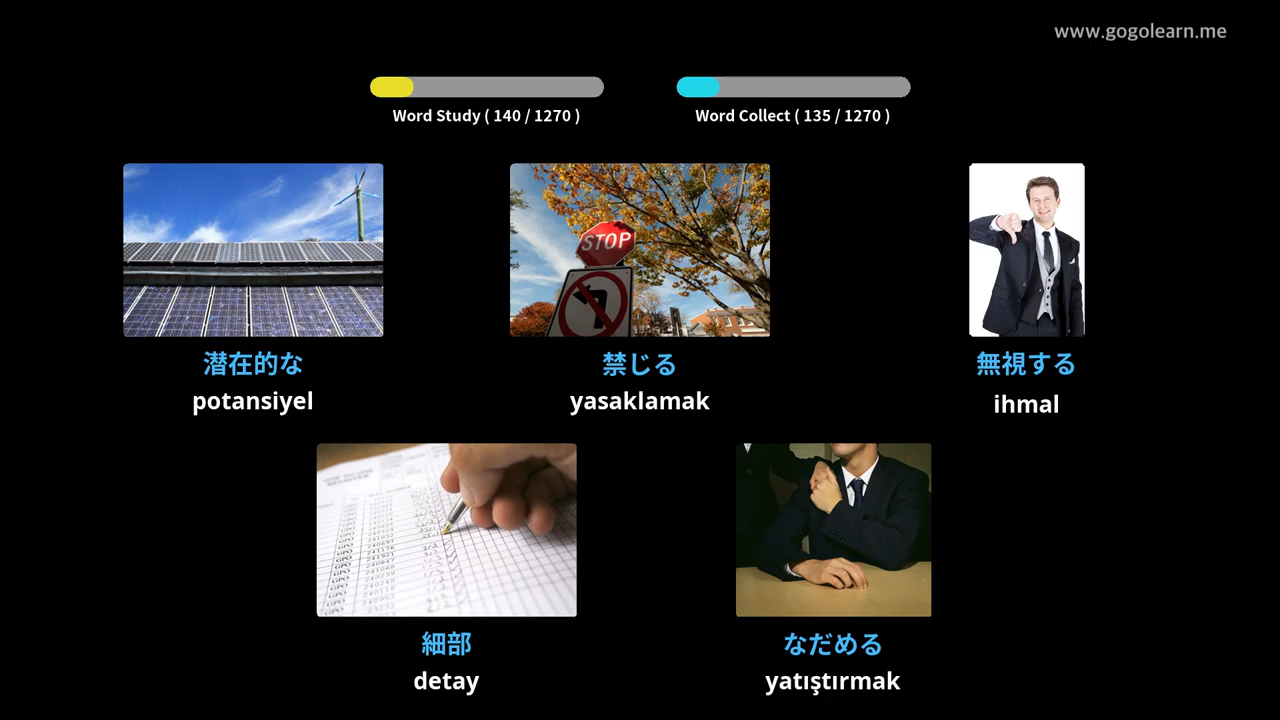 www.gogolearn.me
Word Study ( 140 / 1270 )
Word Collect ( 135 / 1270 )
STOP
潜在的な
potansiyel
禁じる
yasaklamak
無視する
ihmal
細部
detay
なだめる
yatıştırmak